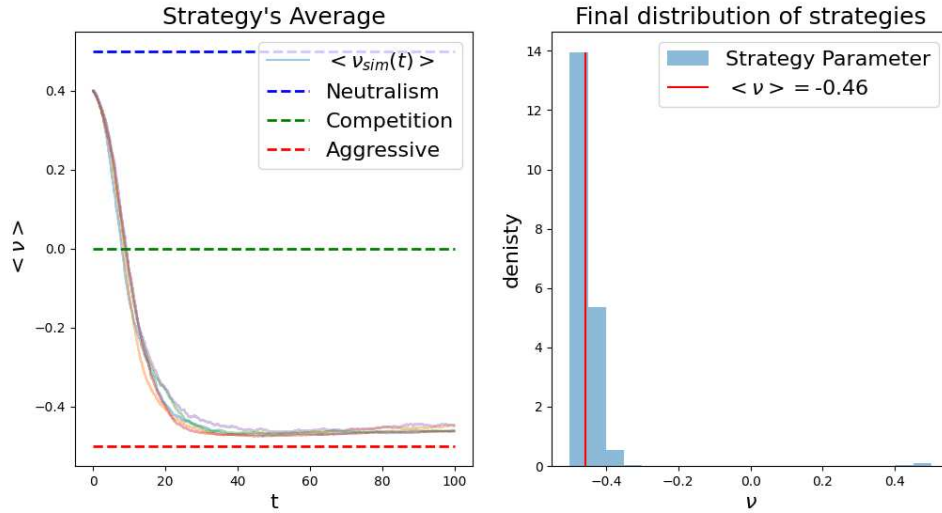 Strategy's Average
< ν_sim(t) >
Neutralism
Competition
Aggressive
0.4
0.2
0.0
−0.2
−0.4
< ν >
0
20
40
60
80
100
t
Final distribution of strategies
Strategy Parameter
< ν > = -0.46
14
12
10
8
6
4
2
0
denisty
−0.4
−0.2
0.0
0.2
0.4
ν